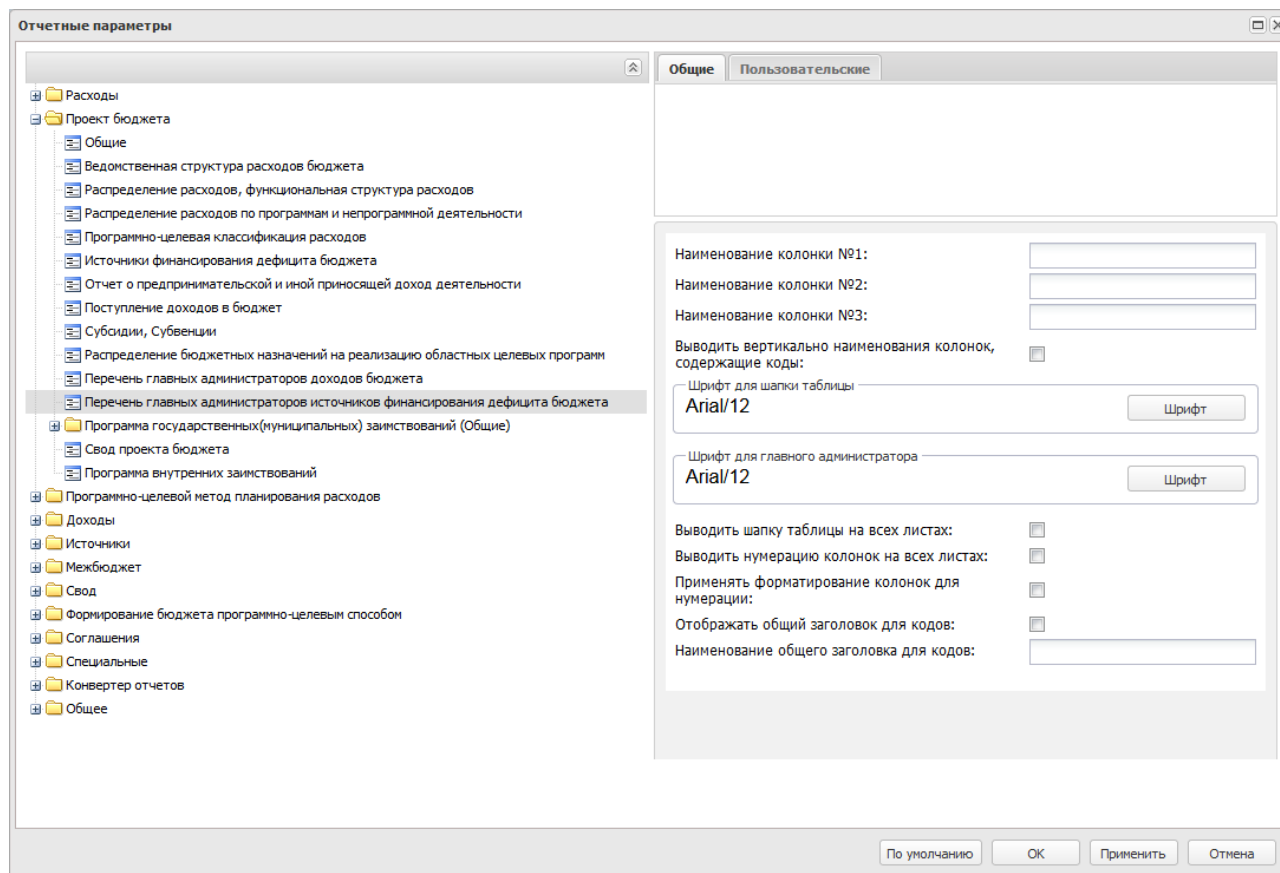 Отчетные параметры
Расходы
Проект бюджета
Общие
Ведомственная структура расходов бюджета
Распределение расходов, функциональная структура расходов
Распределение расходов по программам и непрограммной деятельности
Программно-целевая классификация расходов
Источники финансирования дефицита бюджета
Отчет о предпринимательской и иной приносящей доход деятельности
Поступление доходов в бюджет
Субсидии, Субвенции
Распределение бюджетных назначений на реализацию областных целевых программ
Перечень главных администраторов доходов бюджета
Перечень главных администраторов источников финансирования дефицита бюджета
Программа государственных(муниципальных) заимствований (Общие)
Свод проекта бюджета
Программа внутренних заимствований
Программно-целевой метод планирования расходов
Доходы
Источники
Межбюджет
Свод
Формирование бюджета программно-целевым способом
Соглашения
Специальные
Конвертер отчетов
Общее
Общие
Пользовательские
Наименование колонки №1:
Наименование колонки №2:
Наименование колонки №3:
Выводить вертикально наименования колонок,
содержащие коды:
Шрифт для шапки таблицы
Arial/12
Шрифт
Шрифт для главного администратора
Arial/12
Шрифт
Выводить шапку таблицы на всех листах:
Выводить нумерацию колонок на всех листах:
Применять форматирование колонок для
нумерации:
Отображать общий заголовок для кодов:
Наименование общего заголовка для кодов:
По умолчанию
ОК
Применить
Отмена